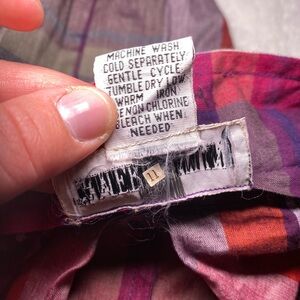 MACHINE WASH
COLD SEPARATELY
GENTLE CYCLE
TUMBLE DRY LOW
WARM IRON
NON CHLORINE
BLEACH WHEN
NEEDED
11